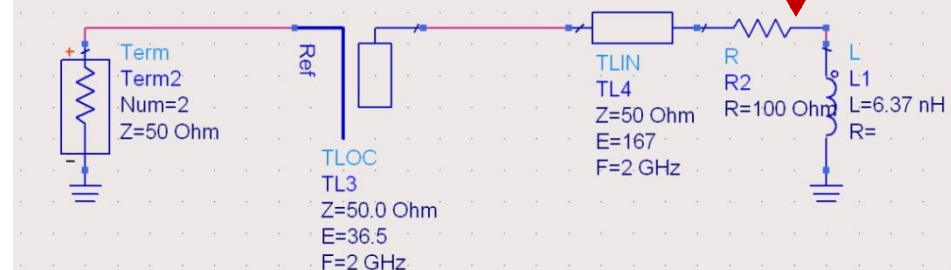 +
Term
Term2
Num=2
Z=50 Ohm
-
Ref
TLOC
TL3
Z=50.0 Ohm
E=36.5
F=2 GHz
TLIN
TL4
Z=50 Ohm
E=167
F=2 GHz
R
R2
R=100 Ohm
L
L1
L=6.37 nH
R=